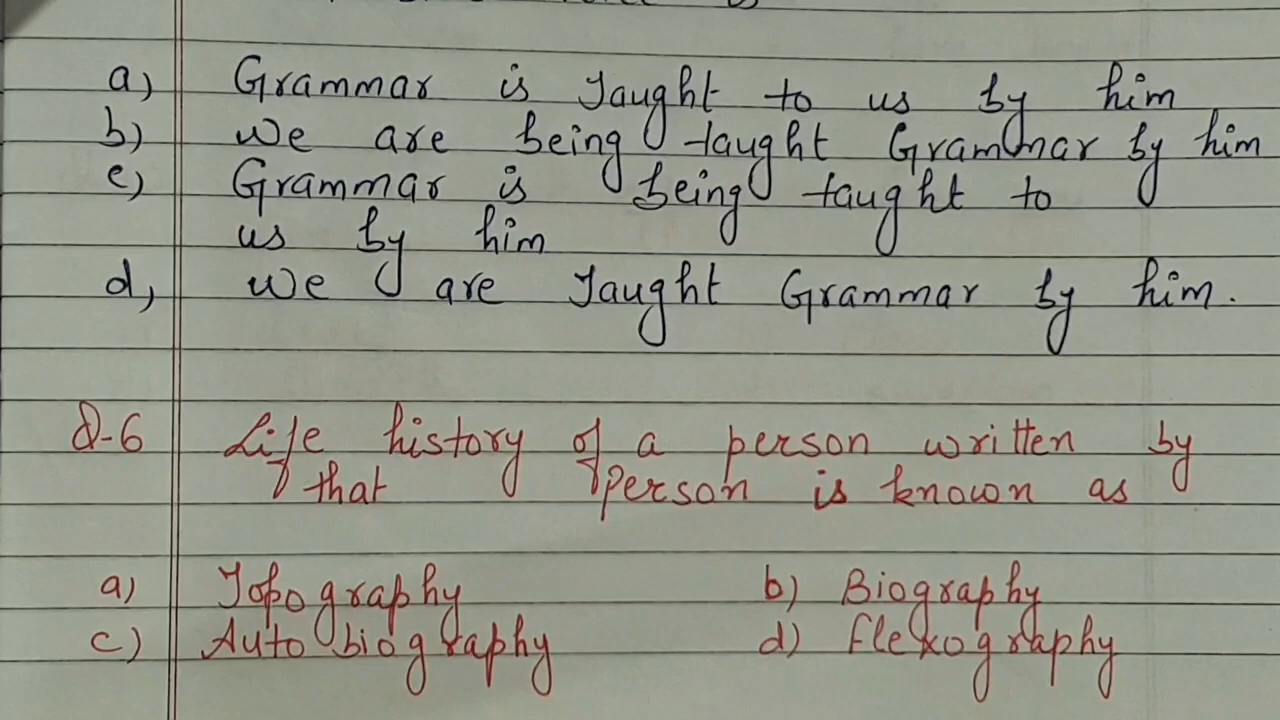 a) Grammar is Taught to us by him
b) We are being taught Grammar by him
c) Grammar is being taught to
us by him
d) We are Taught Grammar by him.
Q-6 Life history of a person written by
that person is known as
a) Topography b) Biography
c) Autobiography d) Flexography